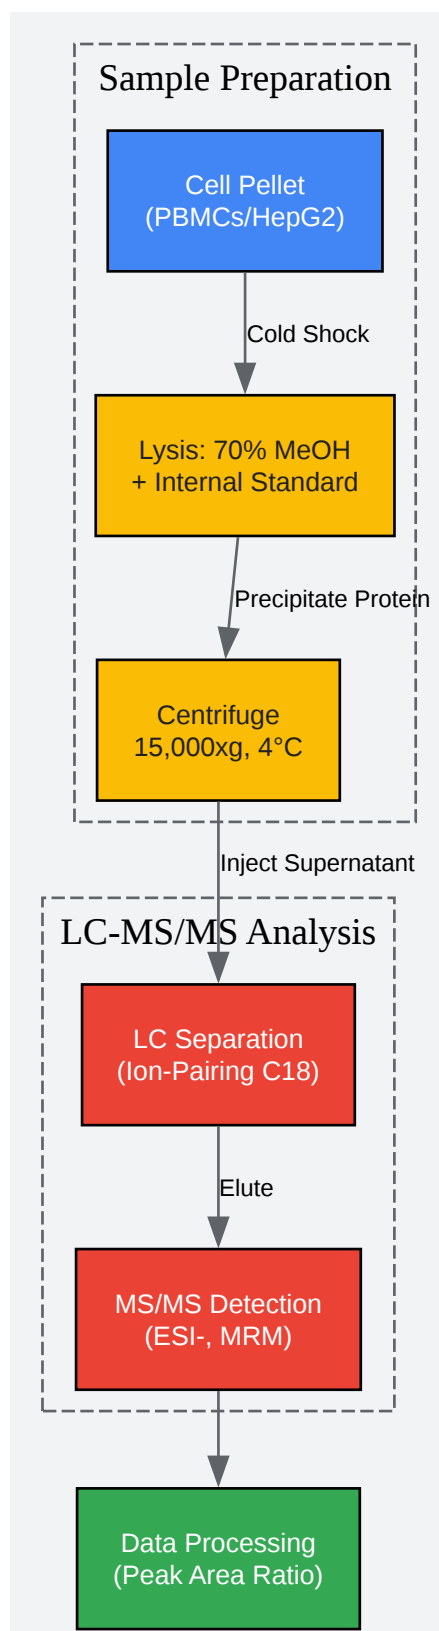 Sample Preparation
Cell Pellet
(PBMCs/HepG2)
Cold Shock
Lysis: 70% MeOH
+ Internal Standard
Precipitate Protein
Centrifuge
15,000xg, 4°C
Inject Supernatant
LC-MS/MS Analysis
LC Separation
(Ion-Pairing C18)
Elute
MS/MS Detection
(ESI-, MRM)
Data Processing
(Peak Area Ratio)